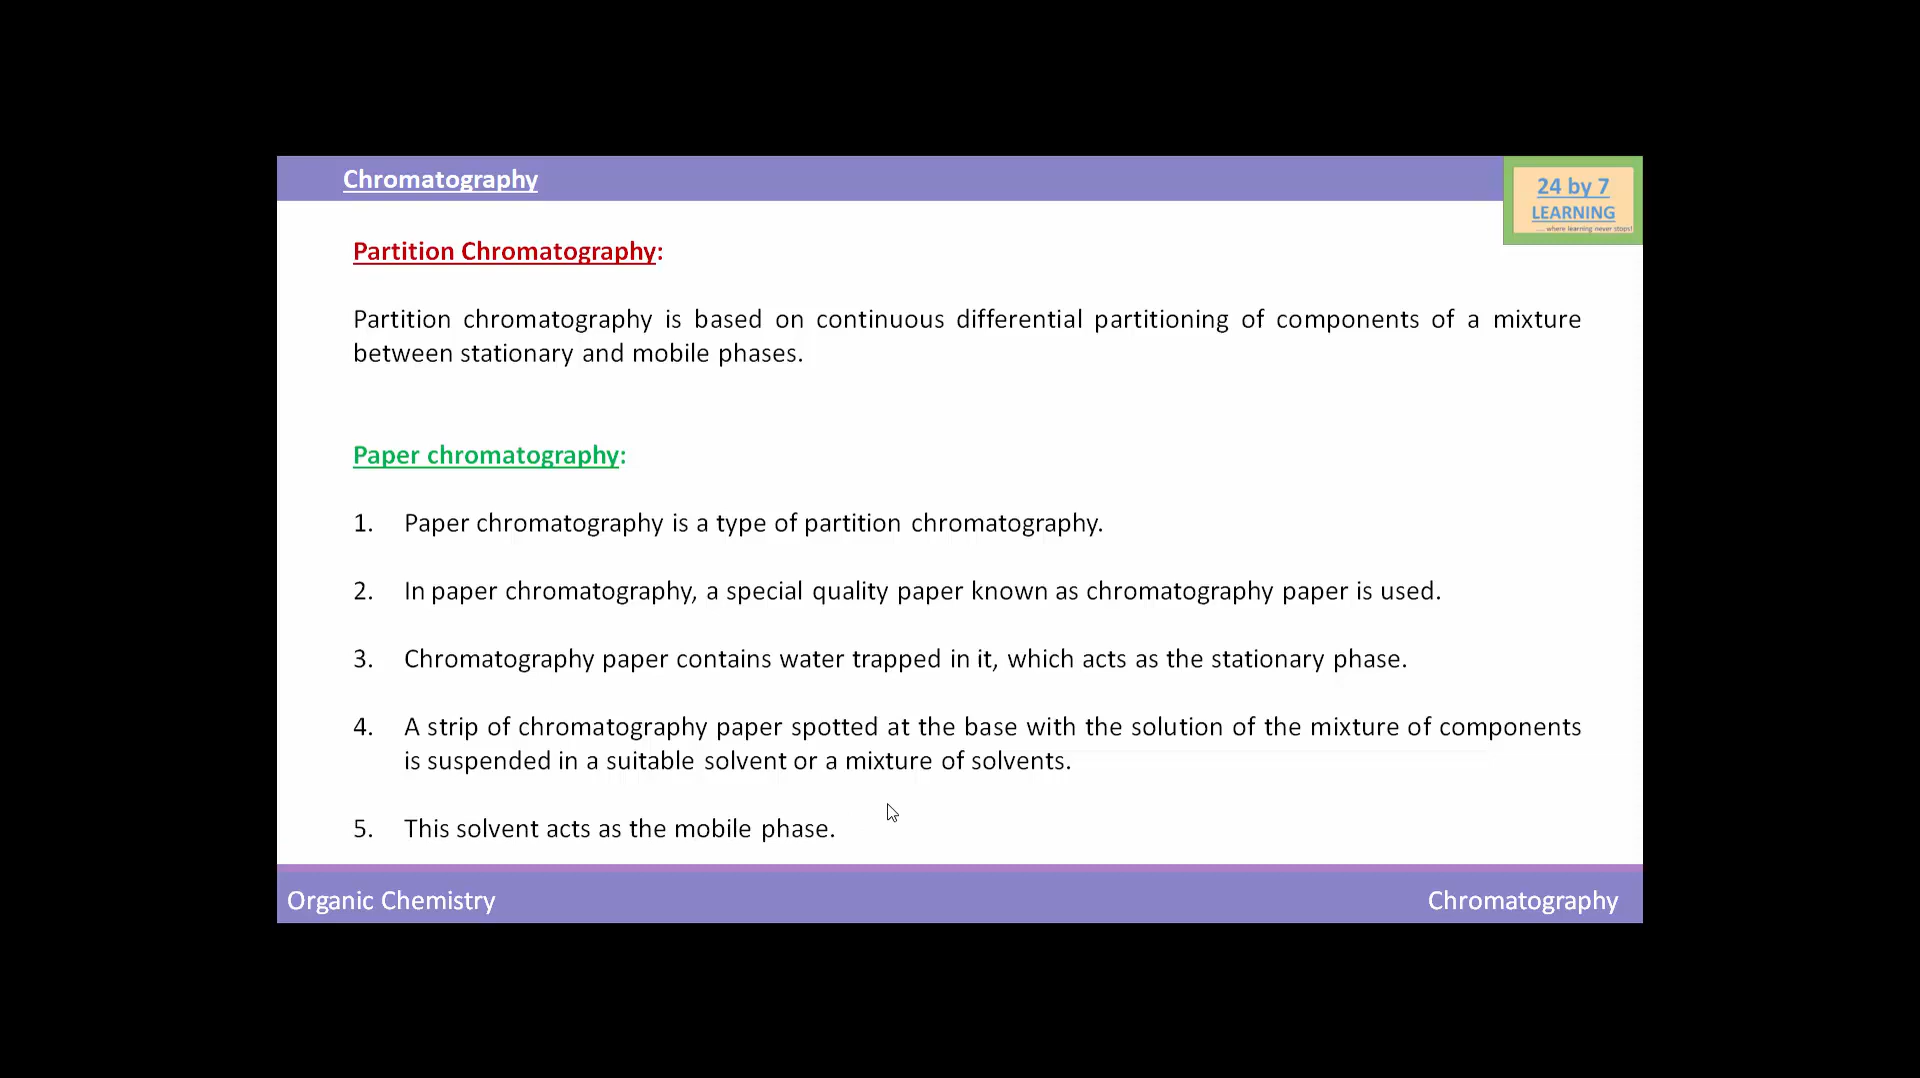 Chromatography
24 by 7
LEARNING
.... where learning never stops!
Partition Chromatography:
Partition chromatography is based on continuous differential partitioning of components of a mixture
between stationary and mobile phases.
Paper chromatography:
1. Paper chromatography is a type of partition chromatography.
2. In paper chromatography, a special quality paper known as chromatography paper is used.
3. Chromatography paper contains water trapped in it, which acts as the stationary phase.
4. A strip of chromatography paper spotted at the base with the solution of the mixture of components
is suspended in a suitable solvent or a mixture of solvents.
5. This solvent acts as the mobile phase.
Organic Chemistry
Chromatography